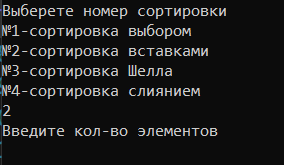 Выберете номер сортировки
№1-сортировка выбором
№2-сортировка вставками
№3-сортировка Шелла
№4-сортировка слиянием
2
Введите кол-во элементов